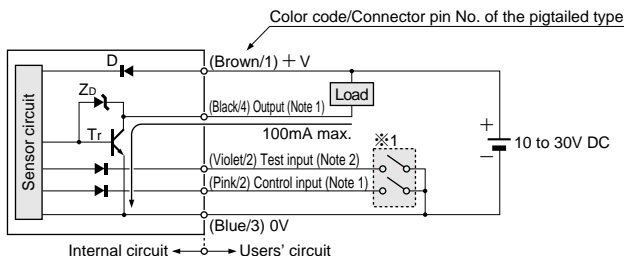 Color code/Connector pin No. of the pigtailed type
D
(Brown/1) + V
ZD
Load
(Black/4) Output (Note 1)
Sensor circuit
Tr
100mA max.
※1
+
10 to 30V DC
−
(Violet/2) Test input (Note 2)
(Pink/2) Control input (Note 1)
(Blue/3) 0V
Internal circuit
Users' circuit